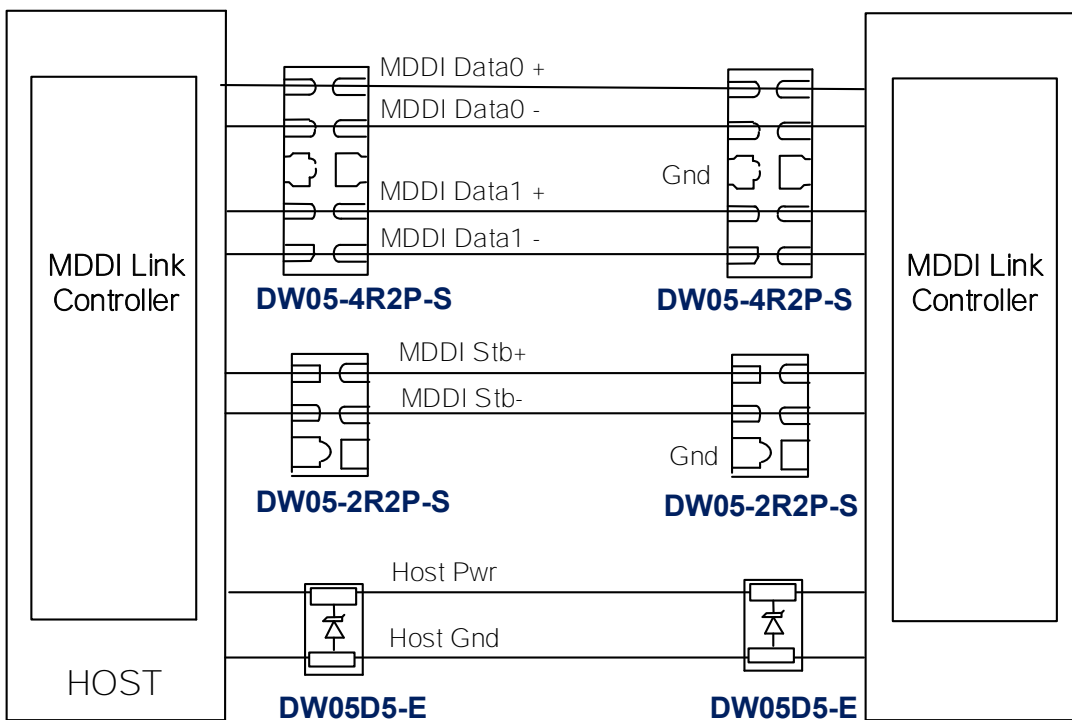 MDDI Data0 +
MDDI Data0 -
Gnd
MDDI Data1 +
MDDI Data1 -
MDDI Link
Controller
MDDI Link
Controller
DW05-4R2P-S
DW05-4R2P-S
MDDI Stb+
MDDI Stb-
Gnd
DW05-2R2P-S
DW05-2R2P-S
Host Pwr
Host Gnd
HOST
DW05D5-E
DW05D5-E